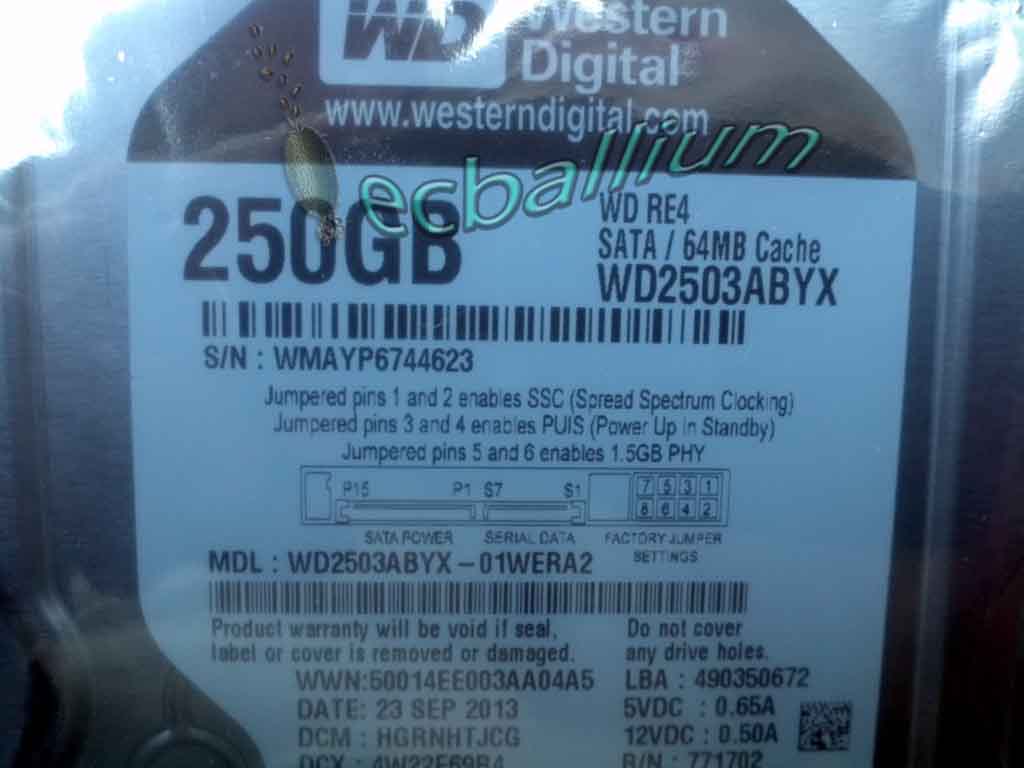 WD Western
Digital
www.westerndigital.com
ecballium
250GB
WD RE4
SATA / 64MB Cache
WD2503ABYX
S/N : WMAYP6744623
Jumpered pins 1 and 2 enables SSC (Spread Spectrum Clocking)
Jumpered pins 3 and 4 enables PUIS (Power Up in Standby)
Jumpered pins 5 and 6 enables 1.5GB PHY
P15 P1 S7 S1 7 5 3 1
8 6 4 2
SATA POWER SERIAL DATA FACTORY JUMPER
SETTINGS
MDL : WD2503ABYX – 01WERA2
Product warranty will be void if seal,
label or cover is removed or damaged.
Do not cover
any drive holes.
WWN:50014EE003AA04A5 LBA : 490350672
DATE: 23 SEP 2013 5VDC : 0.65A
DCM : HGRNHTJCG 12VDC : 0.50A
DCX : 4W22F69R4 R/N : 771702